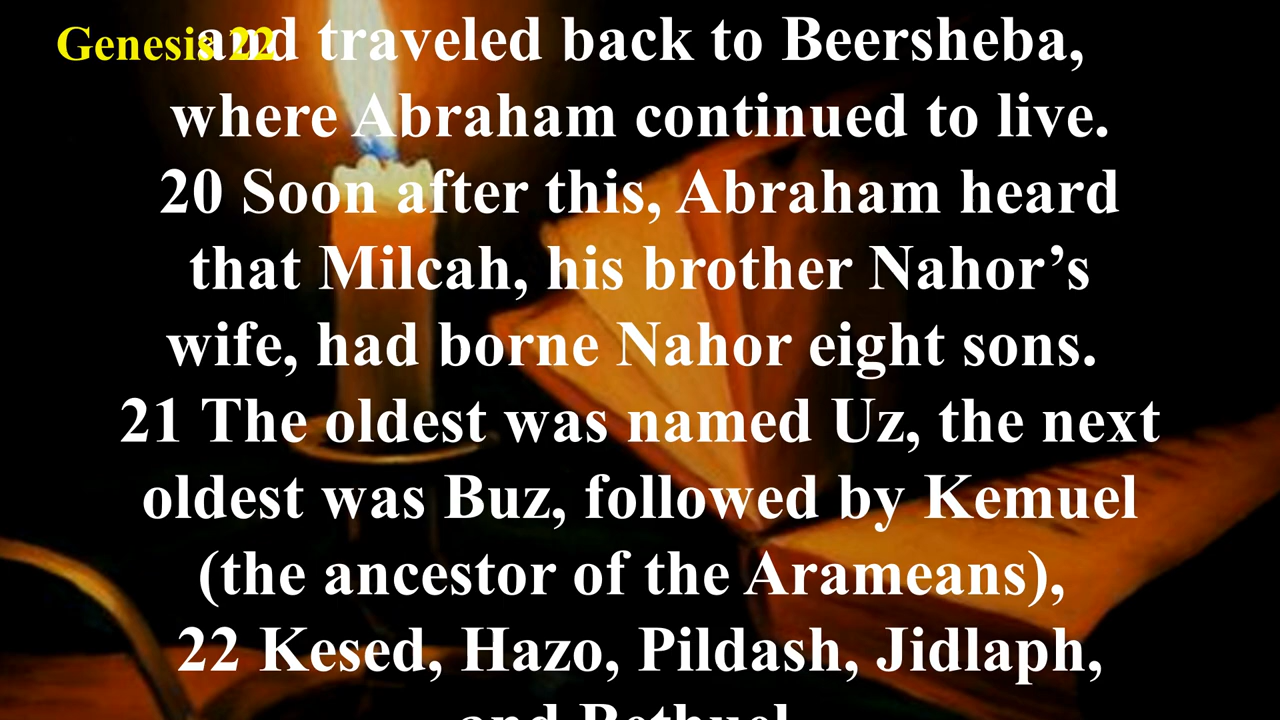 Genesis 22
and traveled back to Beersheba,
where Abraham continued to live.
20 Soon after this, Abraham heard
that Milcah, his brother Nahor’s
wife, had borne Nahor eight sons.
21 The oldest was named Uz, the next
oldest was Buz, followed by Kemuel
(the ancestor of the Arameans),
22 Kesed, Hazo, Pildash, Jidlaph,
and Bethuel.